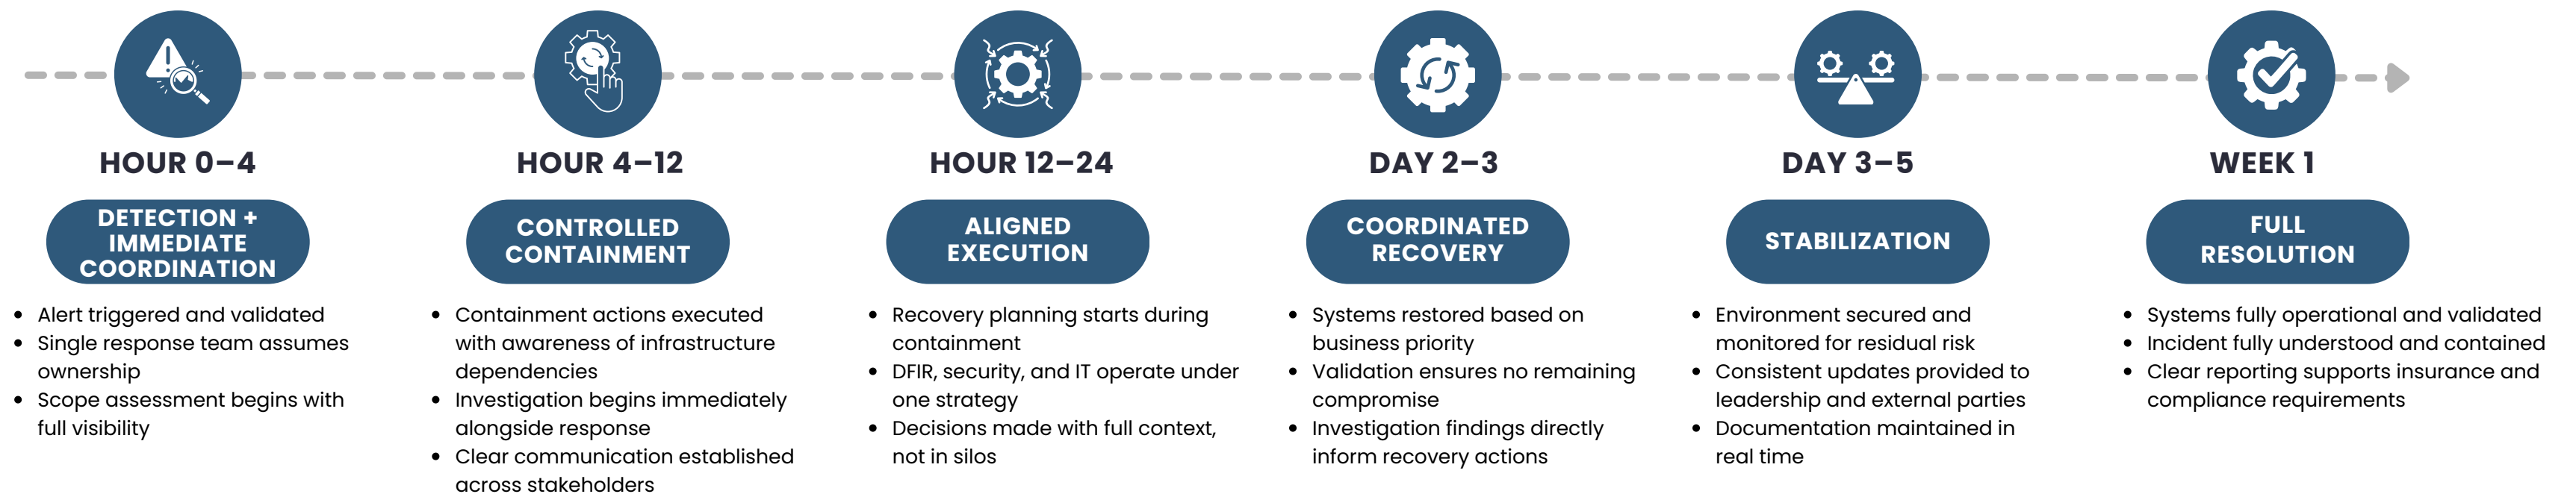 HOUR 0–4
DETECTION +
IMMEDIATE
COORDINATION
• Alert triggered and validated
• Single response team assumes
ownership
• Scope assessment begins with
full visibility
HOUR 4–12
CONTROLLED
CONTAINMENT
• Containment actions executed
with awareness of infrastructure
dependencies
• Investigation begins immediately
alongside response
• Clear communication established
across stakeholders
HOUR 12–24
ALIGNED
EXECUTION
• Recovery planning starts during
containment
• DFIR, security, and IT operate under
one strategy
• Decisions made with full context,
not in silos
DAY 2–3
COORDINATED
RECOVERY
• Systems restored based on
business priority
• Validation ensures no remaining
compromise
• Investigation findings directly
inform recovery actions
DAY 3–5
STABILIZATION
• Environment secured and
monitored for residual risk
• Consistent updates provided to
leadership and external parties
• Documentation maintained in
real time
WEEK 1
FULL
RESOLUTION
• Systems fully operational and validated
• Incident fully understood and contained
• Clear reporting supports insurance and
compliance requirements